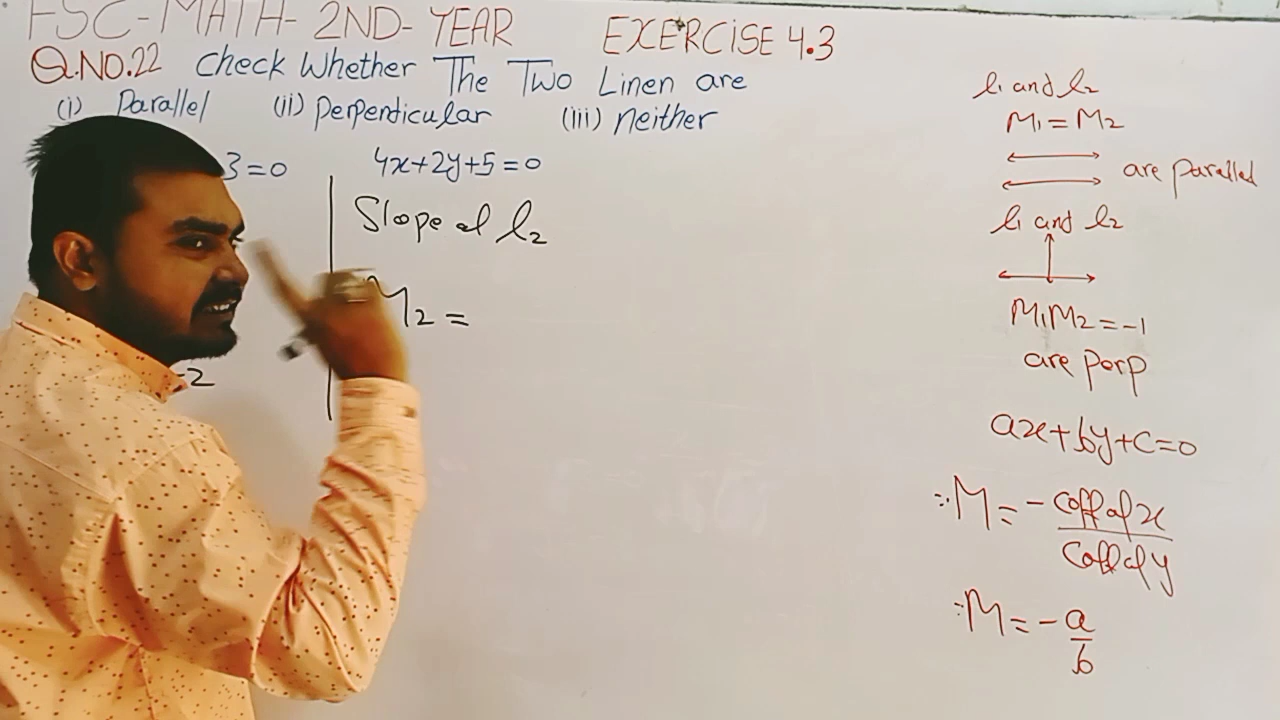 FSC-MATH-2ND-YEAR EXERCISE 4.3
Q.NO.22 Check Whether The Two Linen are
(i) Parallel (ii) perpendicular (iii) neither
3=0 4x+2y+5=0
Slope of l2
M2 =
-2
l1 and l2
M1=M2
are parallel
l1 and l2
M1M2=-1
are perp
ax+by+c=0
∵M=-coff of x
coff of y
∵M=-a
b